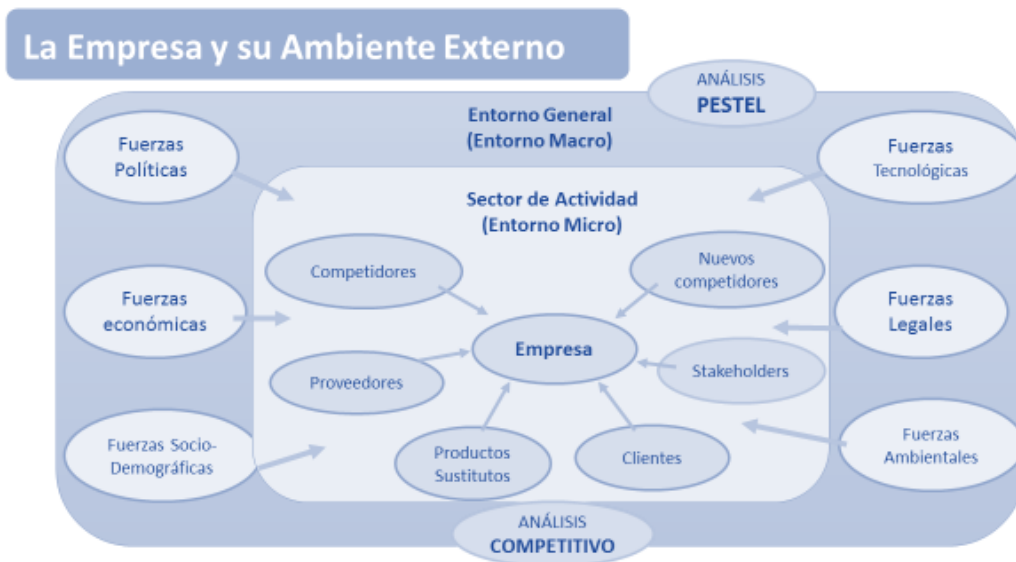 La Empresa y su Ambiente Externo
ANÁLISIS
PESTEL
Entorno General
(Entorno Macro)
Fuerzas
Políticas
Fuerzas
Tecnológicas
Sector de Actividad
(Entorno Micro)
Competidores
Nuevos
competidores
Fuerzas
económicas
Fuerzas
Legales
Empresa
Proveedores
Stakeholders
Fuerzas Socio-
Demográficas
Productos
Sustitutos
Clientes
Fuerzas
Ambientales
ANÁLISIS
COMPETITIVO